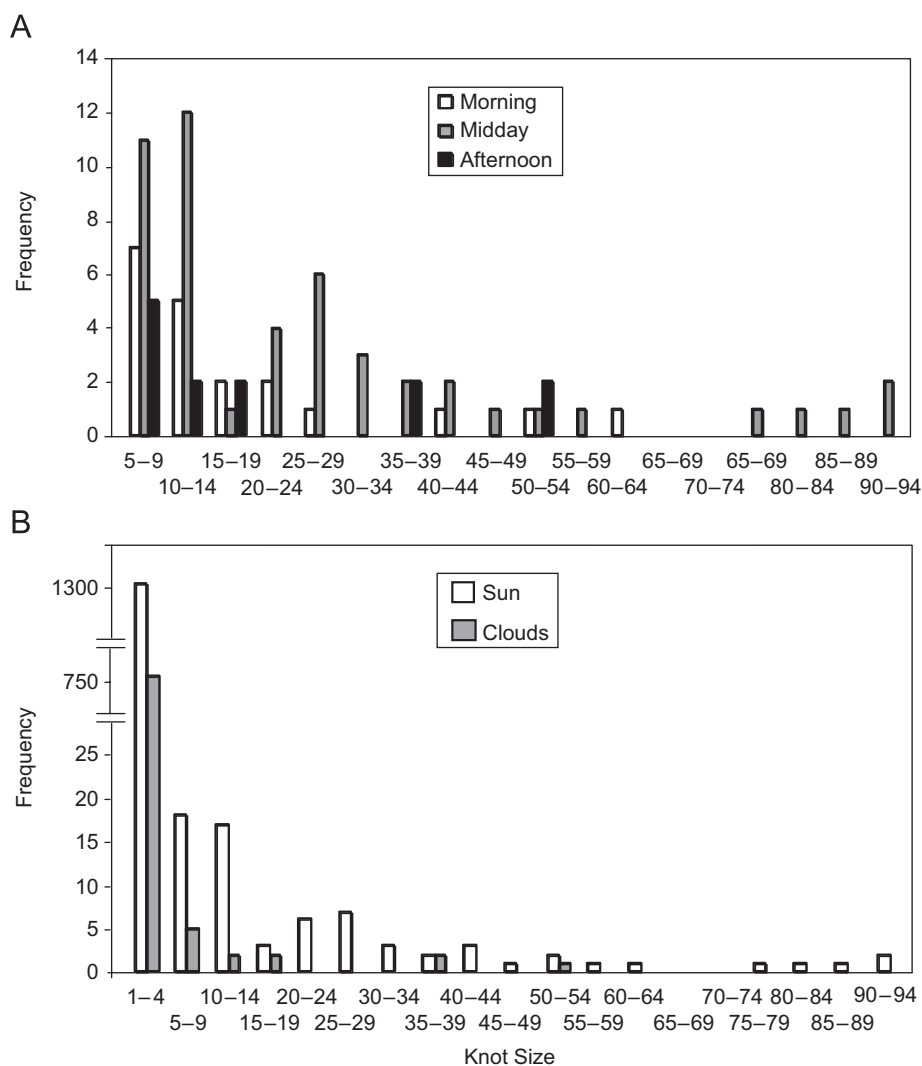 A
14
12
10
8
6
4
2
0
Frequency
Morning
Midday
Afternoon
5–9 15–19 25–29 35–39 45–49 55–59 65–69 65–69 85–89
10–14 20–24 30–34 40–44 50–54 60–64 70–74 80–84 90–94
B
1300
750
25
20
15
10
5
0
Frequency
Sun
Clouds
1–4 10–14 20–24 30–34 40–44 50–54 60–64 70–74 80–84 90–94
5–9 15–19 25–29 35–39 45–49 55–59 65–69 75–79 85–89
Knot Size